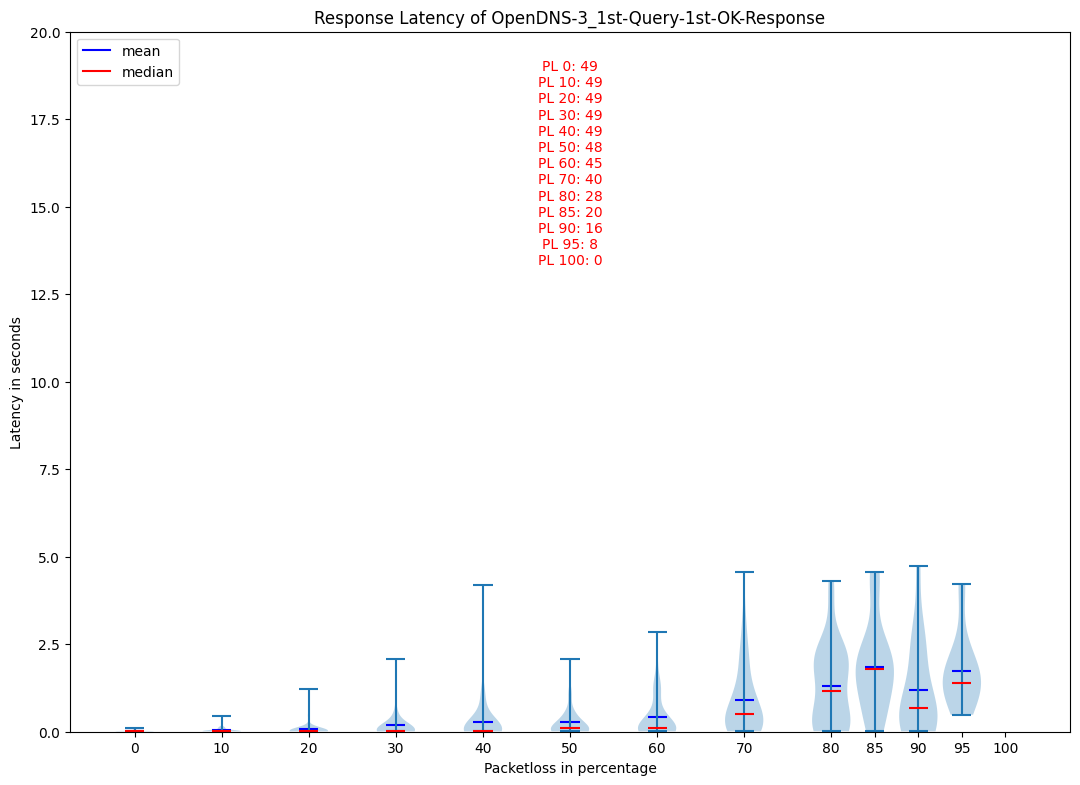 Response Latency of OpenDNS-3_1st-Query-1st-OK-Response
20.0
17.5
15.0
12.5
10.0
7.5
5.0
2.5
0.0
Latency in seconds
mean
median
PL 0: 49
PL 10: 49
PL 20: 49
PL 30: 49
PL 40: 49
PL 50: 48
PL 60: 45
PL 70: 40
PL 80: 28
PL 85: 20
PL 90: 16
PL 95: 8
PL 100: 0
0 10 20 30 40 50 60 70 80 85 90 95 100
Packetloss in percentage